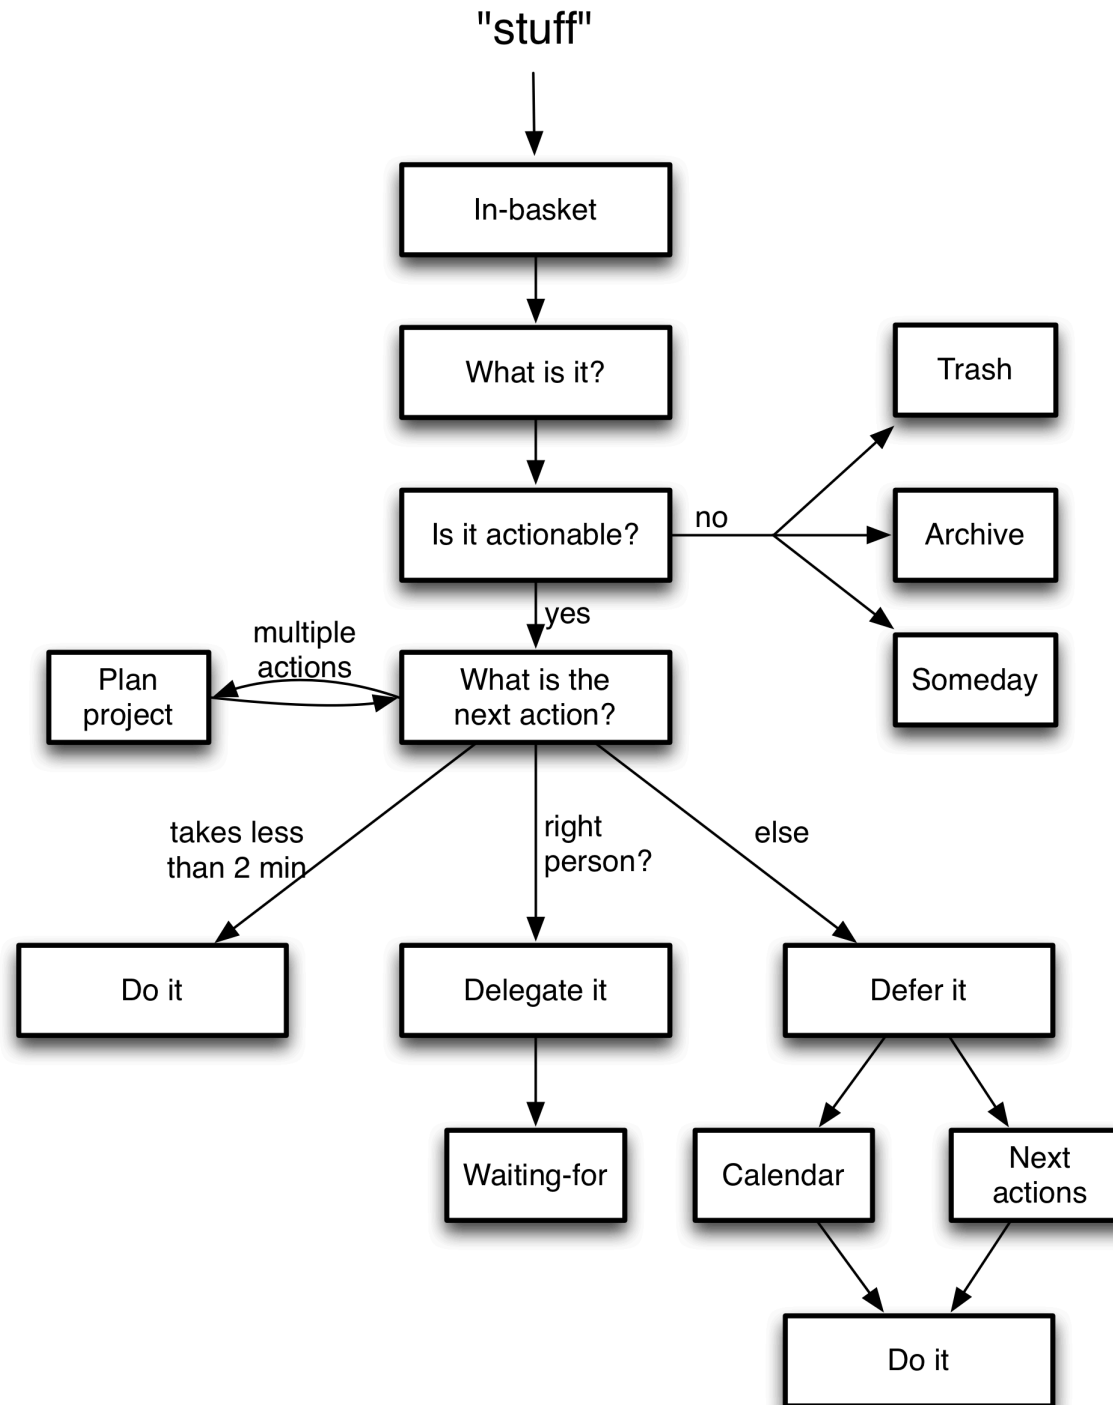 "stuff"
In-basket
What is it?
Trash
Is it actionable?
no
Archive
yes
Someday
multiple
actions
Plan
project
What is the
next action?
takes less
than 2 min
right
person?
else
Do it
Delegate it
Defer it
Waiting-for
Calendar
Next
actions
Do it